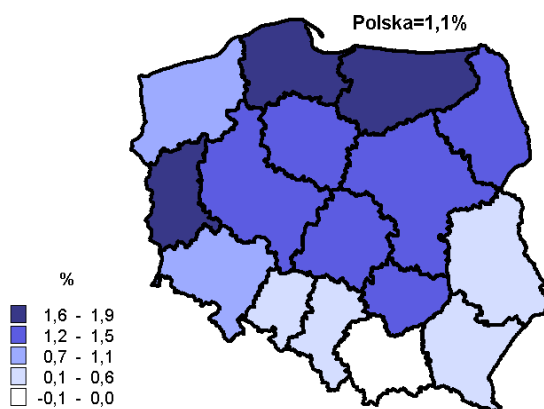 Polska=1,1%
%
1,6 - 1,9
1,2 - 1,5
0,7 - 1,1
0,1 - 0,6
-0,1 - 0,0